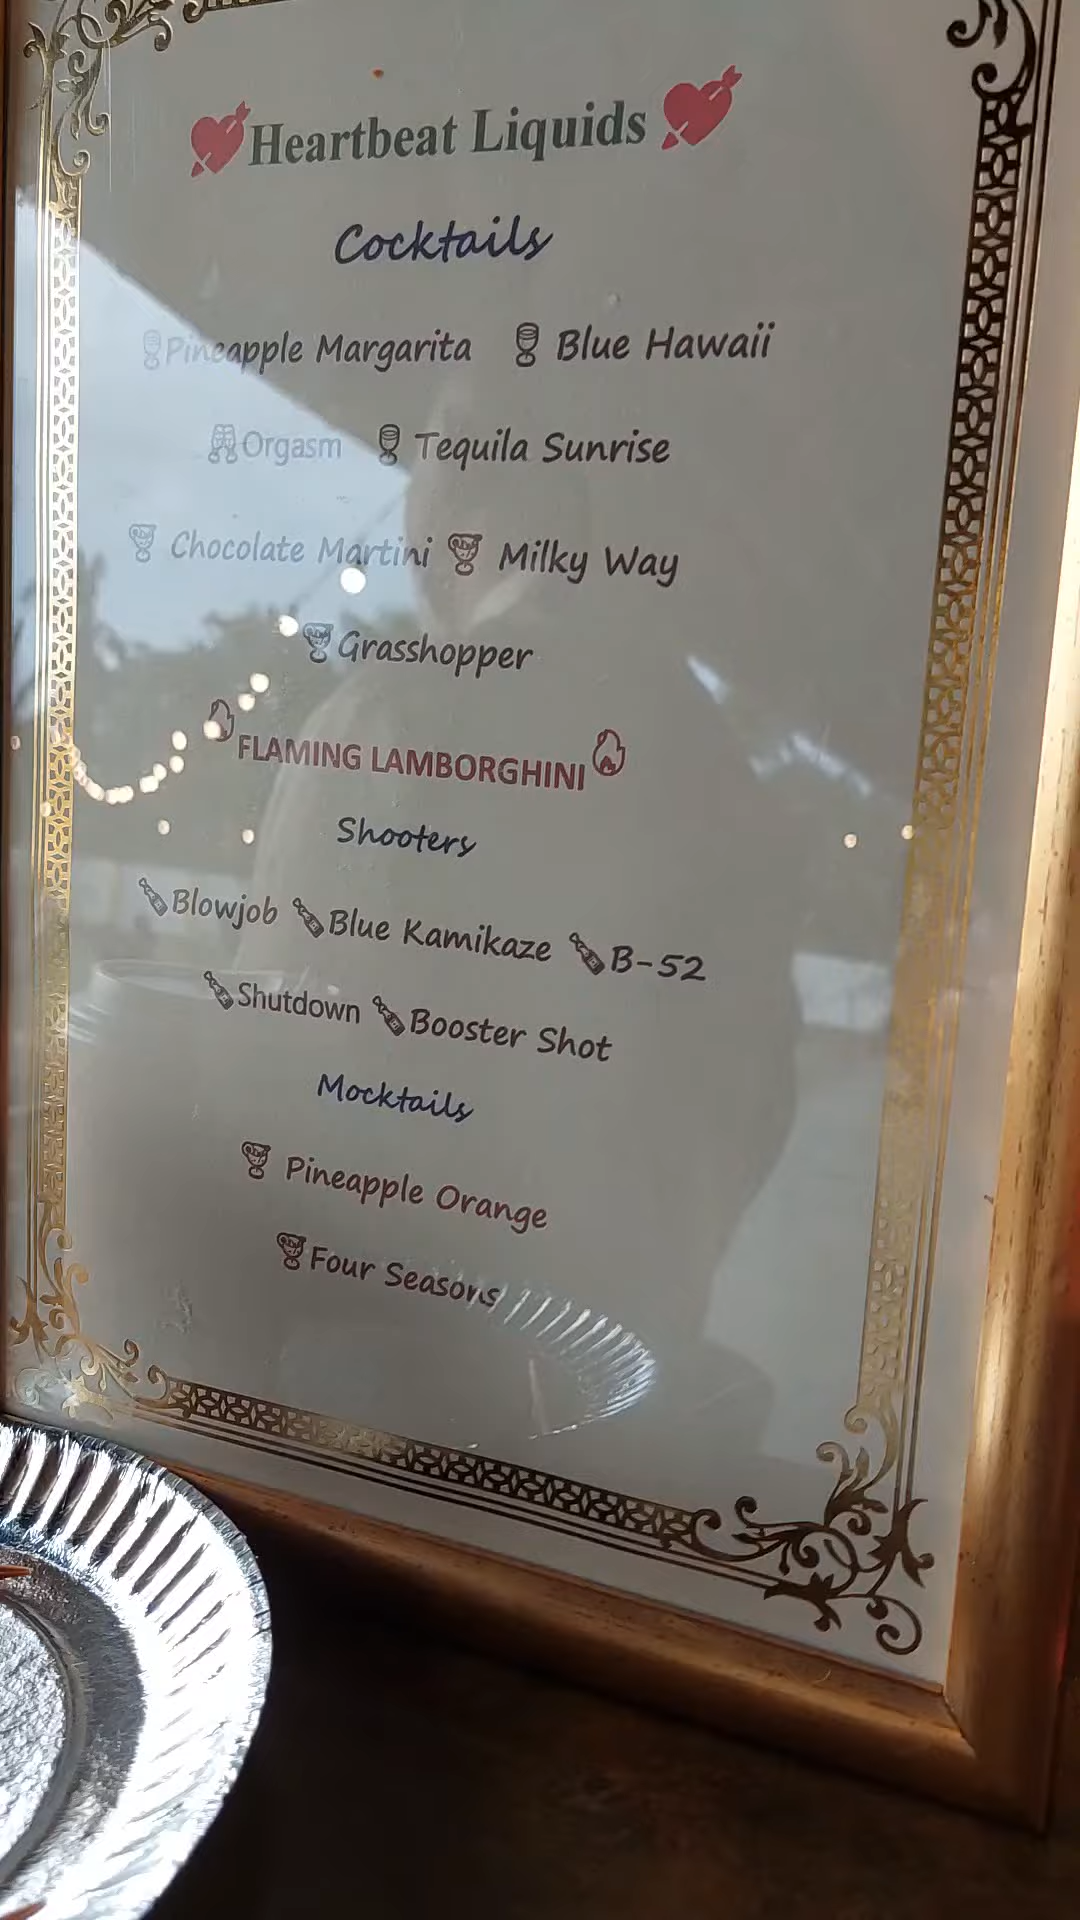 Heartbeat Liquids
Cocktails
Pineapple Margarita Blue Hawaii
Orgasm Tequila Sunrise
Chocolate Martini Milky Way
Grasshopper
FLAMING LAMBORGHINI
Shooters
Blowjob Blue Kamikaze B-52
Shutdown Booster Shot
Mocktails
Pineapple Orange
Four Seasons